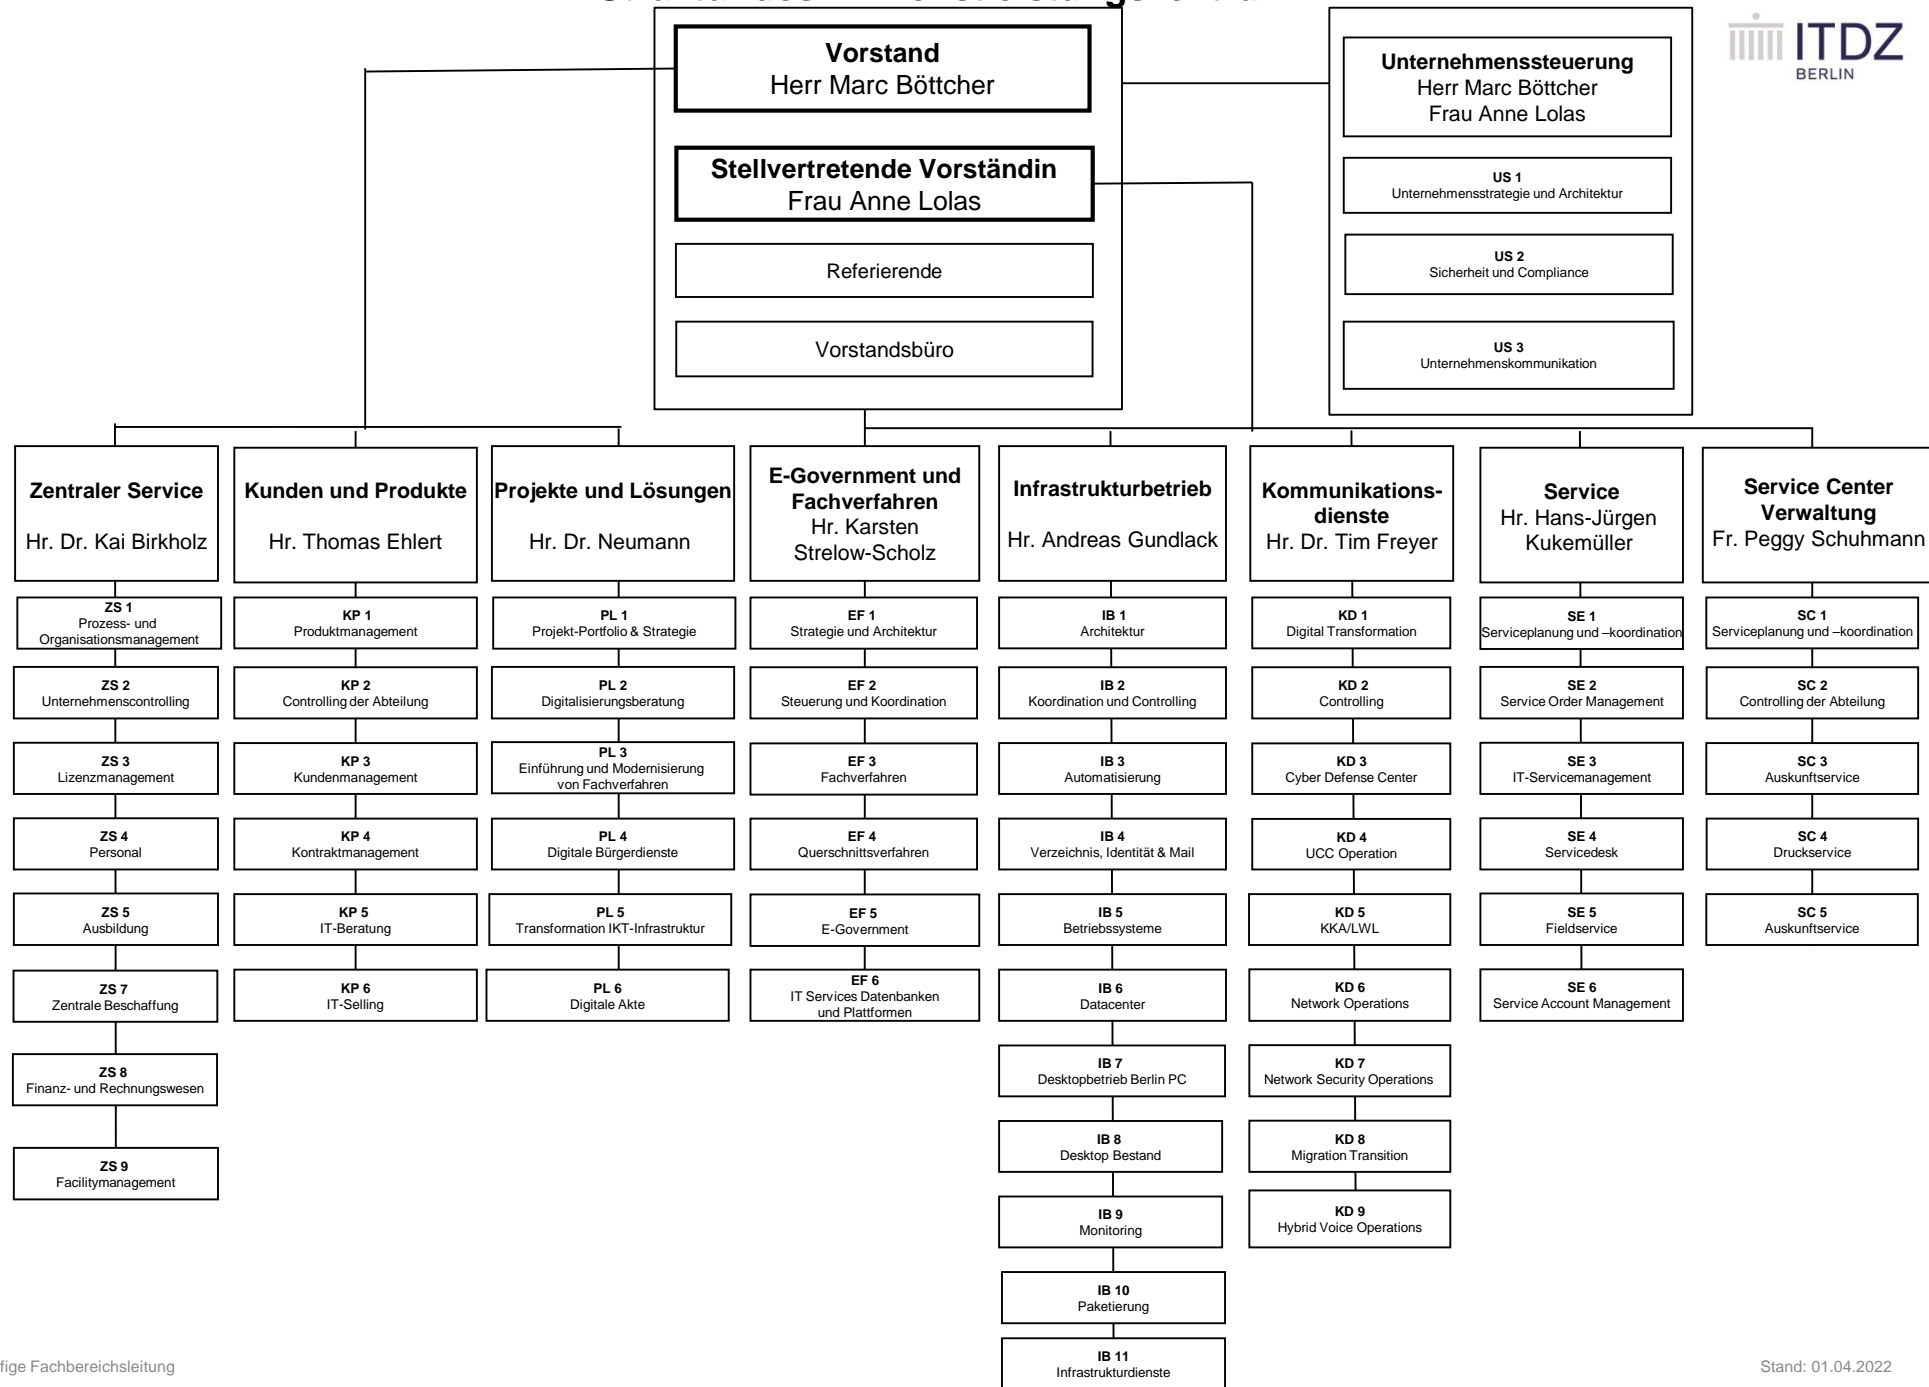 ITDZ
BERLIN
Vorstand
Herr Marc Böttcher
Stellvertretende Vorständin
Frau Anne Lolas
Referierende
Vorstandsbüro
Unternehmenssteuerung
Herr Marc Böttcher
Frau Anne Lolas
US 1
Unternehmensstrategie und Architektur
US 2
Sicherheit und Compliance
US 3
Unternehmenskommunikation
Zentraler Service
Hr. Dr. Kai Birkholz
ZS 1
Prozess- und
Organisationsmanagement
ZS 2
Unternehmenscontrolling
ZS 3
Lizenzmanagement
ZS 4
Personal
ZS 5
Ausbildung
ZS 7
Zentrale Beschaffung
ZS 8
Finanz- und Rechnungswesen
ZS 9
Facilitymanagement
Kunden und Produkte
Hr. Thomas Ehlert
KP 1
Produktmanagement
KP 2
Controlling der Abteilung
KP 3
Kundenmanagement
KP 4
Kontraktmanagement
KP 5
IT-Beratung
KP 6
IT-Selling
Projekte und Lösungen
Hr. Dr. Neumann
PL 1
Projekt-Portfolio & Strategie
PL 2
Digitalisierungsberatung
PL 3
Einführung und Modernisierung
von Fachverfahren
PL 4
Digitale Bürgerdienste
PL 5
Transformation IKT-Infrastruktur
PL 6
Digitale Akte
E-Government und
Fachverfahren
Hr. Karsten
Strelow-Scholz
EF 1
Strategie und Architektur
EF 2
Steuerung und Koordination
EF 3
Fachverfahren
EF 4
Querschnittsverfahren
EF 5
E-Government
EF 6
IT Services Datenbanken
und Plattformen
Infrastrukturbetrieb
Hr. Andreas Gundlack
IB 1
Architektur
IB 2
Koordination und Controlling
IB 3
Automatisierung
IB 4
Verzeichnis, Identität & Mail
IB 5
Betriebssysteme
IB 6
Datacenter
IB 7
Desktopbetrieb Berlin PC
IB 8
Desktop Bestand
IB 9
Monitoring
IB 10
Paketierung
IB 11
Infrastrukturdienste
Kommunikations-
dienste
Hr. Dr. Tim Freyer
KD 1
Digital Transformation
KD 2
Controlling
KD 3
Cyber Defense Center
KD 4
UCC Operation
KD 5
KKA/LWL
KD 6
Network Operations
KD 7
Network Security Operations
KD 8
Migration Transition
KD 9
Hybrid Voice Operations
Service
Hr. Hans-Jürgen
Kukemüller
SE 1
Serviceplanung und –koordination
SE 2
Service Order Management
SE 3
IT-Servicemanagement
SE 4
Servicedesk
SE 5
Fieldservice
SE 6
Service Account Management
Service Center
Verwaltung
Fr. Peggy Schuhmann
SC 1
Serviceplanung und –koordination
SC 2
Controlling der Abteilung
SC 3
Auskunftservice
SC 4
Druckservice
SC 5
Auskunftservice
fige Fachbereichsleitung
Stand: 01.04.2022